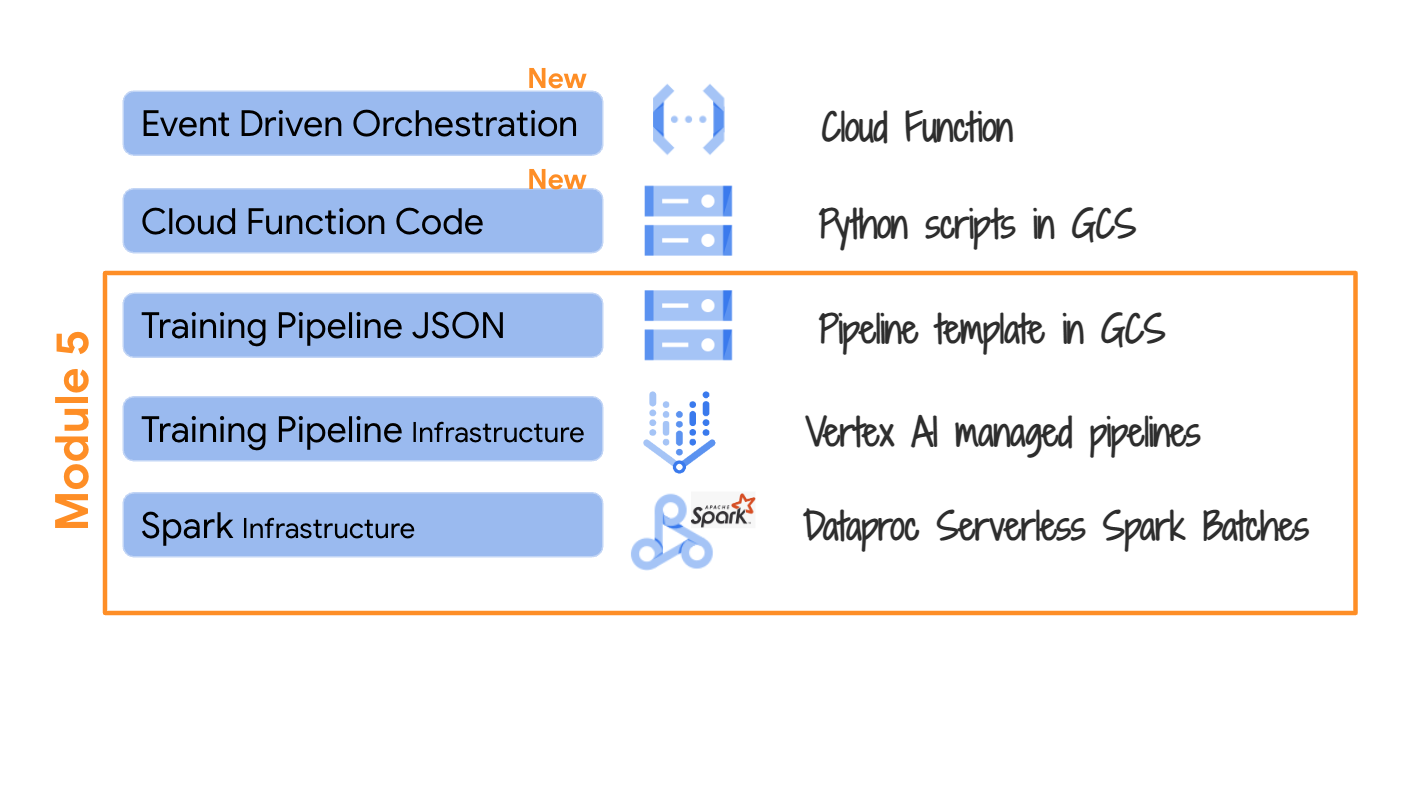 New
Event Driven Orchestration
Cloud Function
New
Cloud Function Code
Python scripts in GCS
Module 5
Training Pipeline JSON
Pipeline template in GCS
Training Pipeline Infrastructure
Vertex AI managed pipelines
Spark Infrastructure
APACHE
Spark
Dataproc Serverless Spark Batches